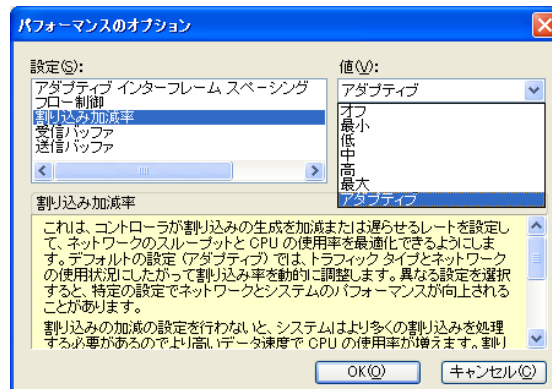 パフォーマンスのオプション
設定(S):
アダプティブ インターフレーム スペーシング
フロー制御
割り込み加減率
受信バッファ
送信バッファ
値(V):
アダプティブ
オフ
最小
低
中
高
最大
アダプティブ
割り込み加減率
これは、コントローラが割り込みの生成を加減または遅らせるレートを設定し
て、ネットワークのスループットと CPU の使用率を最適化できるようにしま
す。デフォルトの設定 (アダプティブ) では、トラフィック タイプとネットワーク
の使用状況にしたがって割り込み率を動的に調整します。異なる設定を選択
すると、特定の設定でネットワークとシステムのパフォーマンスが向上される
ことがあります。
割り込みの加減の設定を行わないと、システムはより多くの割り込みを処理
する必要があるのでより高いデータ速度で CPU の使用率が増えます。割り
OK(O)
キャンセル(C)